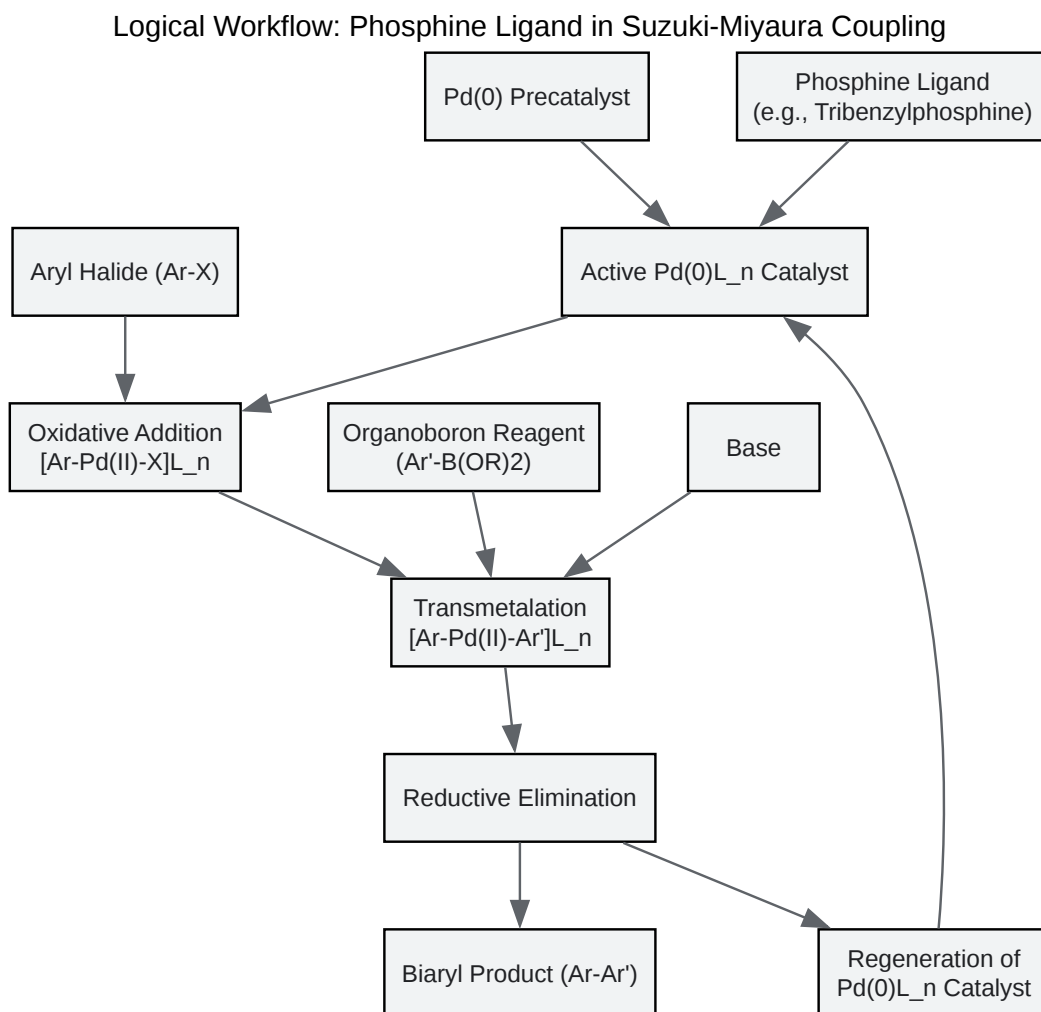 Logical Workflow: Phosphine Ligand in Suzuki-Miyaura Coupling
Pd(0) Precatalyst
Phosphine Ligand
(e.g., Tribenzylphosphine)
Aryl Halide (Ar-X)
Active Pd(0)L_n Catalyst
Oxidative Addition
[Ar-Pd(II)-X]L_n
Organoboron Reagent
(Ar'-B(OR)2)
Base
Transmetalation
[Ar-Pd(II)-Ar']L_n
Reductive Elimination
Biaryl Product (Ar-Ar')
Regeneration of
Pd(0)L_n Catalyst